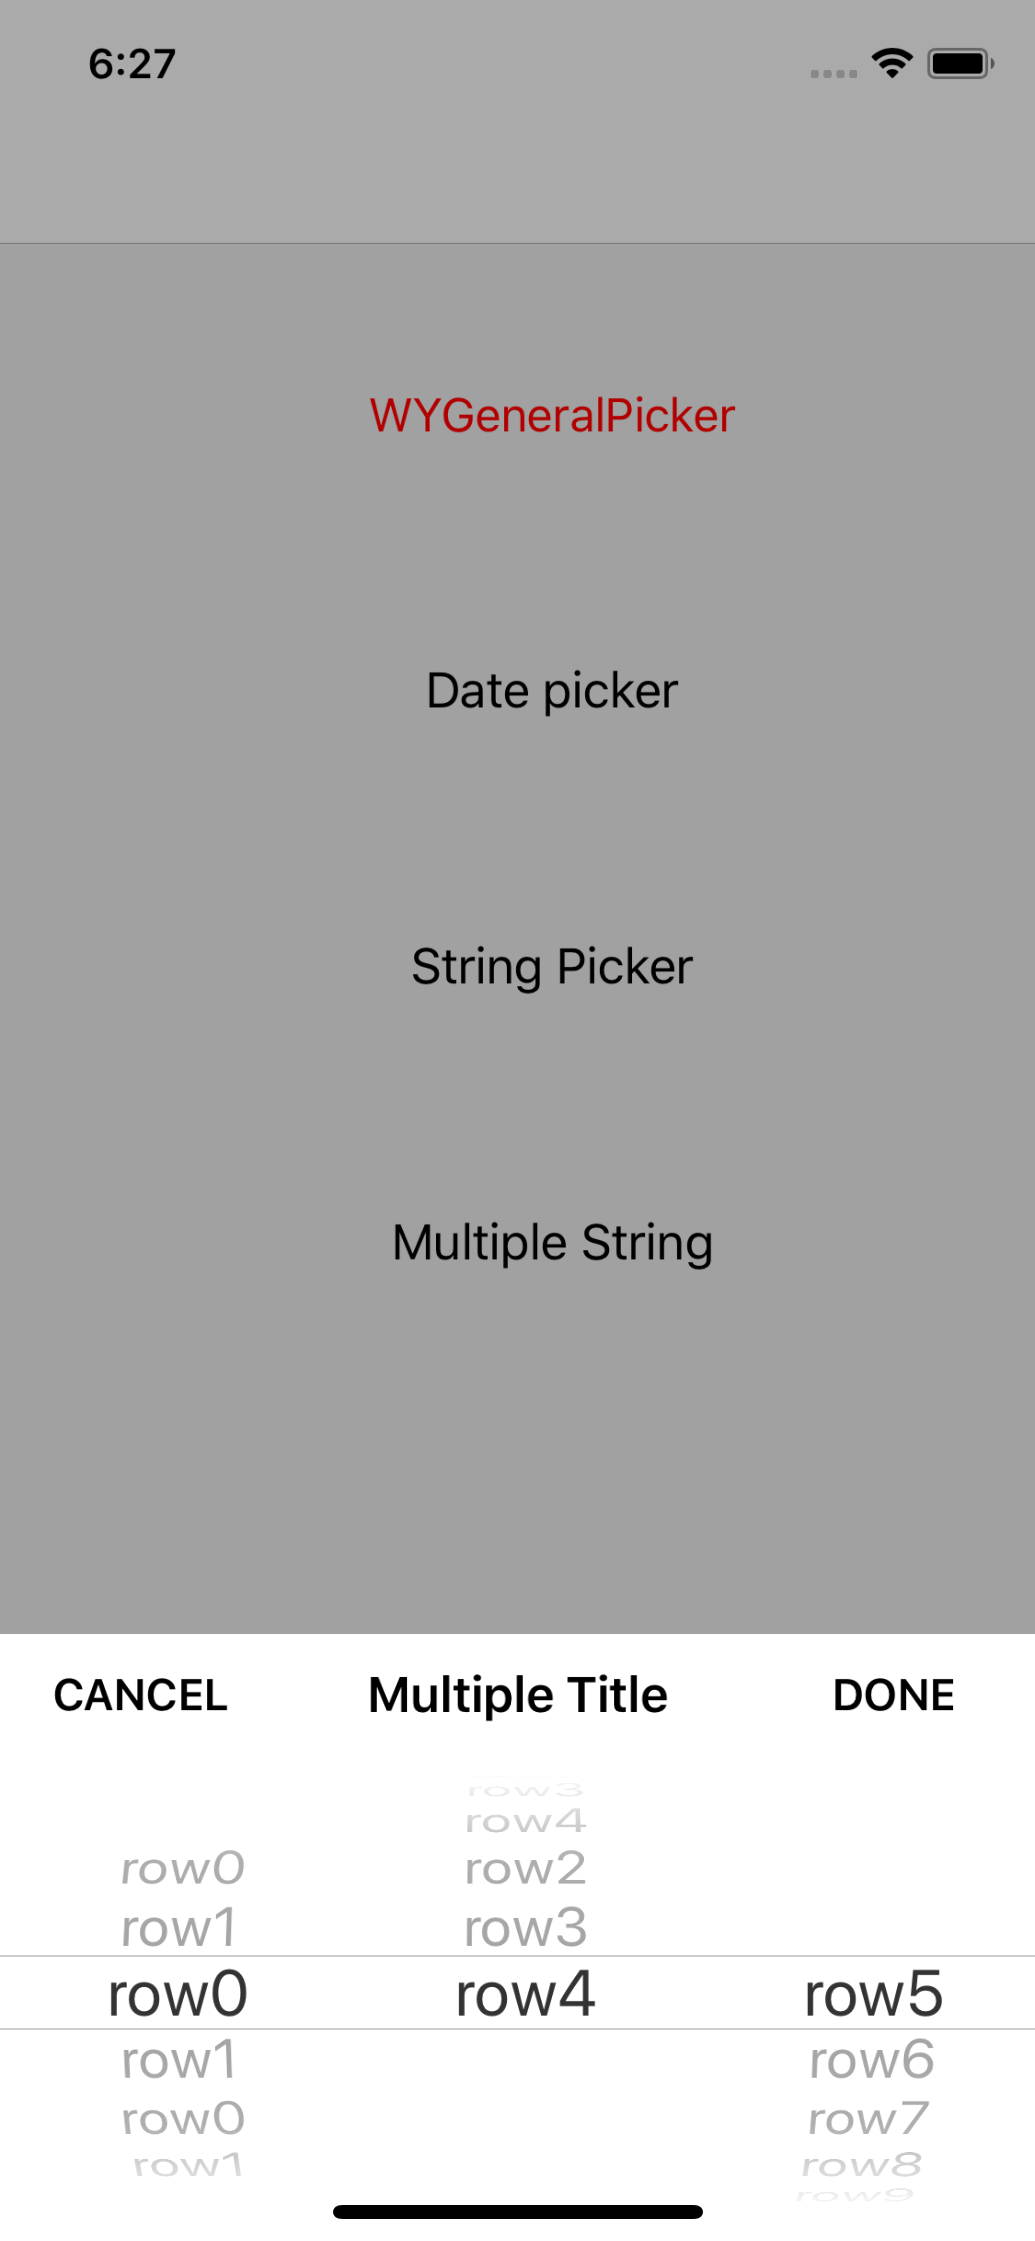 6:27
WYGeneralPicker
Date picker
String Picker
Multiple String
CANCEL Multiple Title DONE
row3
row4
row0 row2
row1 row3
row0 row4 row5
row1 row6
row0 row7
row1 row8
row9